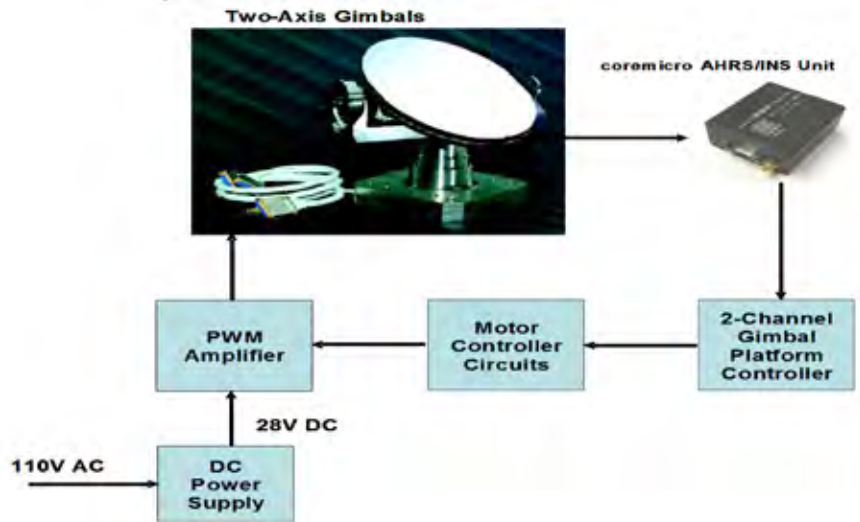 Two-Axis Gimbals
coremicro AHRS/INS Unit
PWM
Amplifier
Motor
Controller
Circuits
2-Channel
Gimbal
Platform
Controller
28V DC
110V AC
DC
Power
Supply